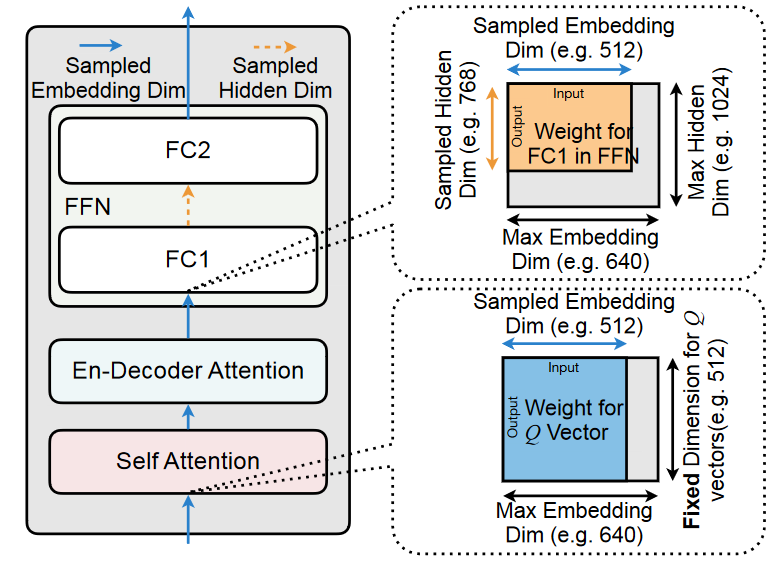 Sampled
Embedding Dim
Sampled
Hidden Dim
FC2
FFN
FC1
En-Decoder Attention
Self Attention
Sampled Embedding
Dim (e.g. 512)
Sampled Hidden
Dim (e.g. 768)
Input
Output
Weight for
FC1 in FFN
Max Hidden
Dim (e.g. 1024)
Max Embedding
Dim (e.g. 640)
Sampled Embedding
Dim (e.g. 512)
Input
Output
Weight for
Q Vector
Fixed Dimension for Q
vectors(e.g. 512)
Max Embedding
Dim (e.g. 640)